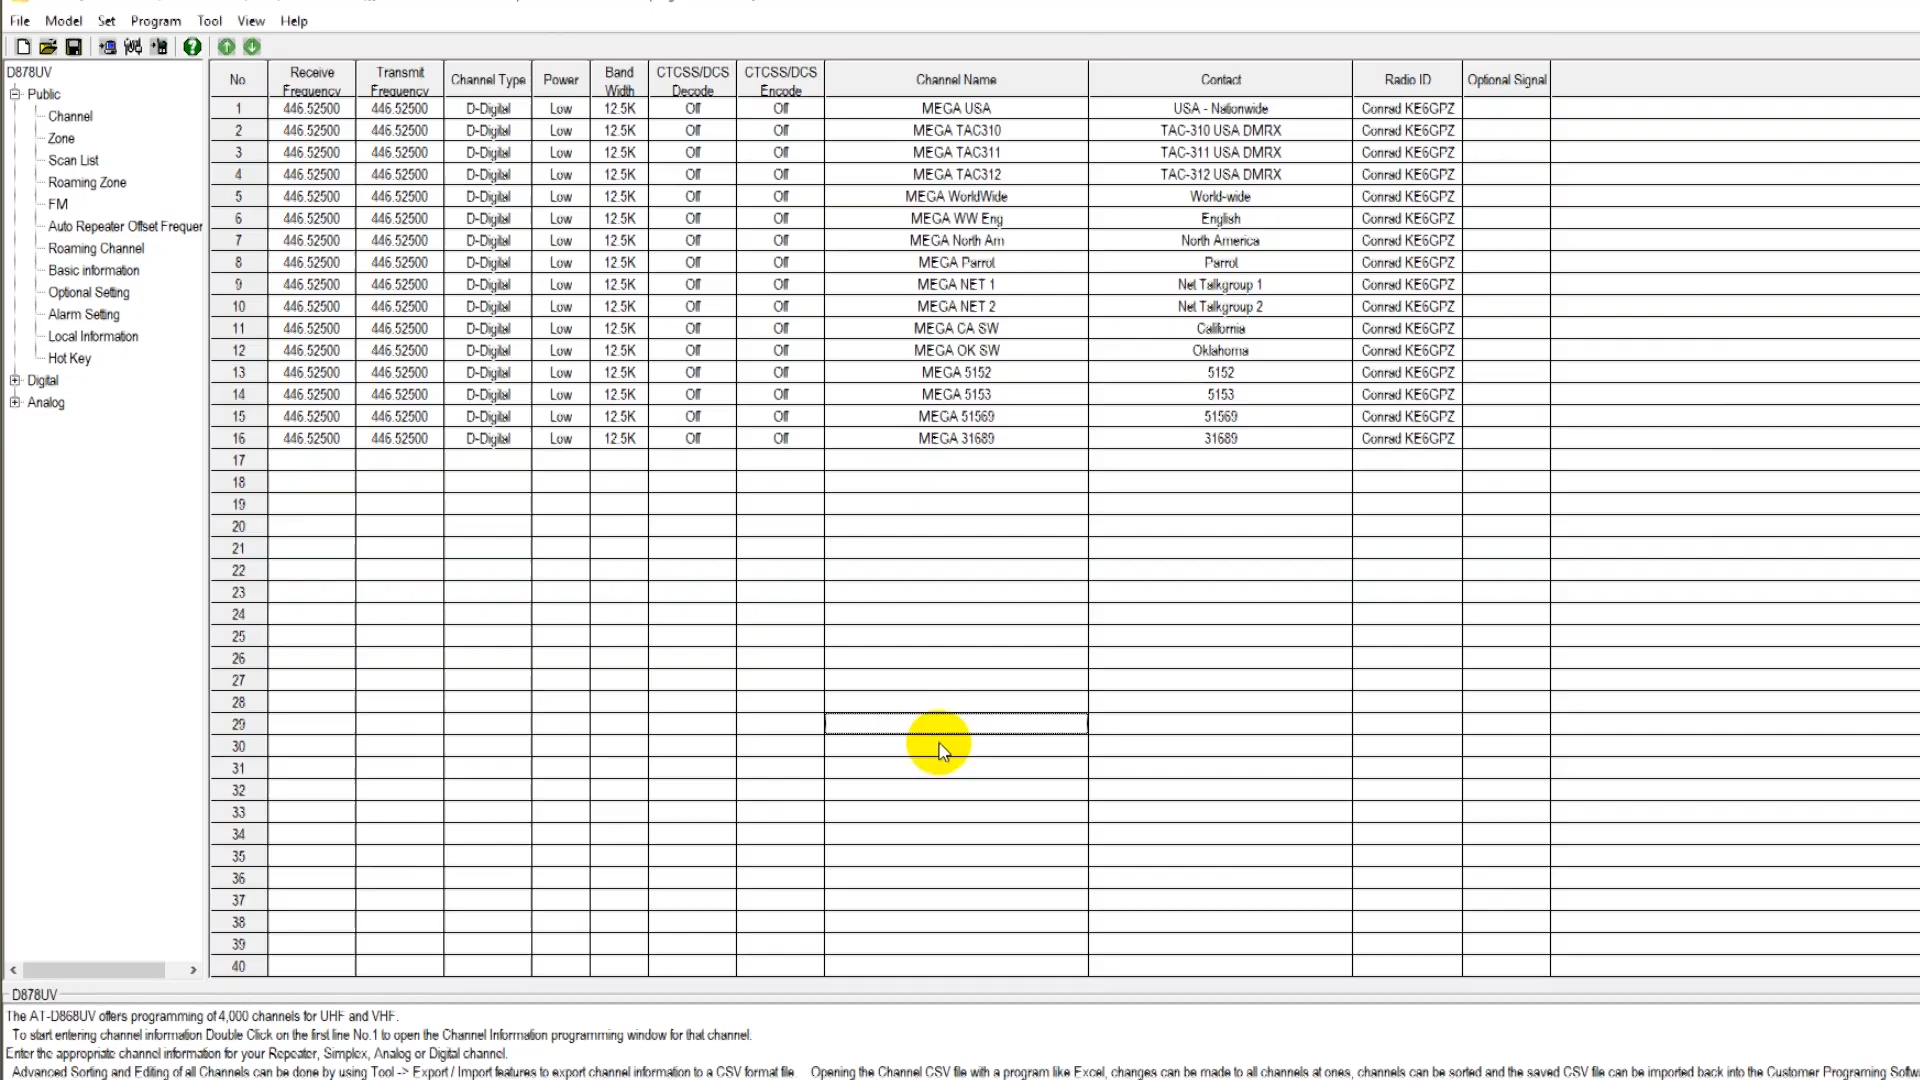 File Model Set Program Tool View Help
D878UV
Public
Channel
Zone
Scan List
Roaming Zone
FM
Auto Repeater Offset Frequer
Roaming Channel
Basic information
Optional Setting
Alarm Setting
Local Information
Hot Key
Digital
Analog
No Receive Frequency Transmit Frequency Channel Type Power Band Width CTCSS/DCS Decode CTCSS/DCS Encode Channel Name Contact Radio ID Optional Signal
1 446.52500 446.52500 D-Digital Low 12.5K Off Off MEGA USA USA - Nationwide Conrad KE6GPZ
2 446.52500 446.52500 D-Digital Low 12.5K Off Off MEGA TAC310 TAC-310 USA DMRX Conrad KE6GPZ
3 446.52500 446.52500 D-Digital Low 12.5K Off Off MEGA TAC311 TAC-311 USA DMRX Conrad KE6GPZ
4 446.52500 446.52500 D-Digital Low 12.5K Off Off MEGA TAC312 TAC-312 USA DMRX Conrad KE6GPZ
5 446.52500 446.52500 D-Digital Low 12.5K Off Off MEGA WorldWide World-wide Conrad KE6GPZ
6 446.52500 446.52500 D-Digital Low 12.5K Off Off MEGA WW Eng English Conrad KE6GPZ
7 446.52500 446.52500 D-Digital Low 12.5K Off Off MEGA North Am North America Conrad KE6GPZ
8 446.52500 446.52500 D-Digital Low 12.5K Off Off MEGA Parrot Parrot Conrad KE6GPZ
9 446.52500 446.52500 D-Digital Low 12.5K Off Off MEGA NET 1 Net Talkgroup 1 Conrad KE6GPZ
10 446.52500 446.52500 D-Digital Low 12.5K Off Off MEGA NET 2 Net Talkgroup 2 Conrad KE6GPZ
11 446.52500 446.52500 D-Digital Low 12.5K Off Off MEGA CA SW California Conrad KE6GPZ
12 446.52500 446.52500 D-Digital Low 12.5K Off Off MEGA OK SW Oklahoma Conrad KE6GPZ
13 446.52500 446.52500 D-Digital Low 12.5K Off Off MEGA 5152 5152 Conrad KE6GPZ
14 446.52500 446.52500 D-Digital Low 12.5K Off Off MEGA 5153 5153 Conrad KE6GPZ
15 446.52500 446.52500 D-Digital Low 12.5K Off Off MEGA 51569 51569 Conrad KE6GPZ
16 446.52500 446.52500 D-Digital Low 12.5K Off Off MEGA 31689 31689 Conrad KE6GPZ
17
18
19
20
21
22
23
24
25
26
27
28
29
30
31
32
33
34
35
36
37
38
39
40
D878UV
The AT-D868UV offers programming of 4,000 channels for UHF and VHF.
To start entering channel information Double Click on the first line No.1 to open the Channel Information programming window for that channel.
Enter the appropriate channel information for your Repeater, Simplex, Analog or Digital channel.
Advanced Sorting and Editing of all Channels can be done by using Tool -> Export / Import features to export channel information to a CSV format file Opening the Channel CSV file with a program like Excel, changes can be made to all channels at ones, channels can be sorted and the saved CSV file can be imported back into the Customer Programing Softw